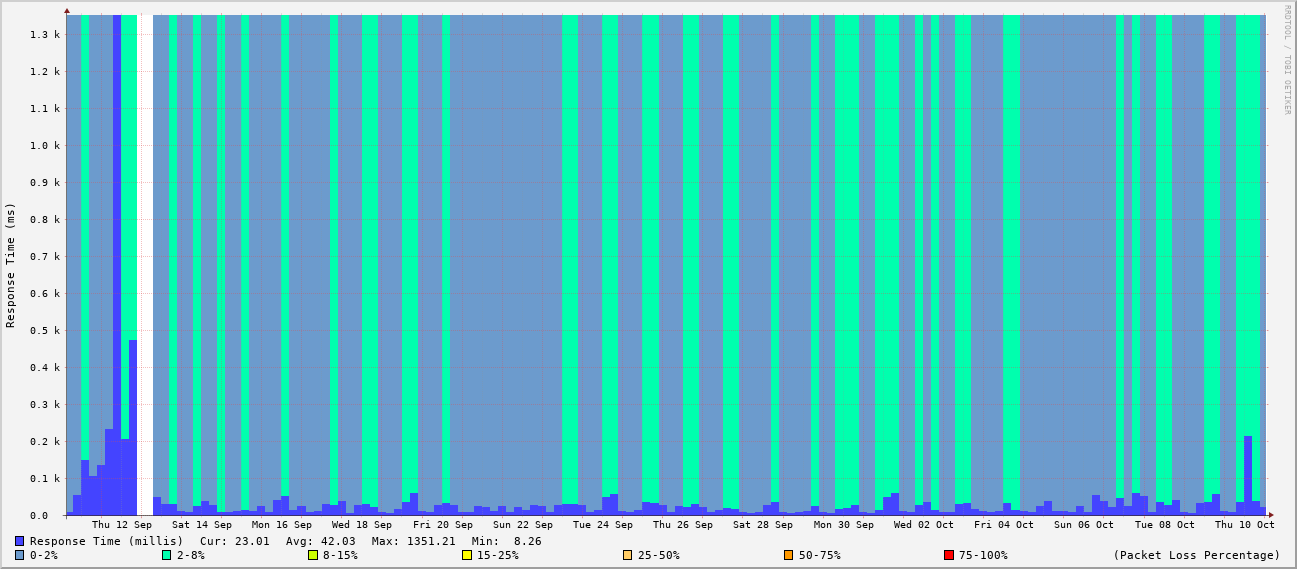 RRDTOOL / TOBI OETIKER
Response Time (ms)
1.3 k
1.2 k
1.1 k
1.0 k
0.9 k
0.8 k
0.7 k
0.6 k
0.5 k
0.4 k
0.3 k
0.2 k
0.1 k
0.0
Thu 12 Sep Sat 14 Sep Mon 16 Sep Wed 18 Sep Fri 20 Sep Sun 22 Sep Tue 24 Sep Thu 26 Sep Sat 28 Sep Mon 30 Sep Wed 02 Oct Fri 04 Oct Sun 06 Oct Tue 08 Oct Thu 10 Oct
Response Time (millis) Cur: 23.01 Avg: 42.03 Max: 1351.21 Min: 8.26
0-2% 2-8% 8-15% 15-25% 25-50% 50-75% 75-100% (Packet Loss Percentage)